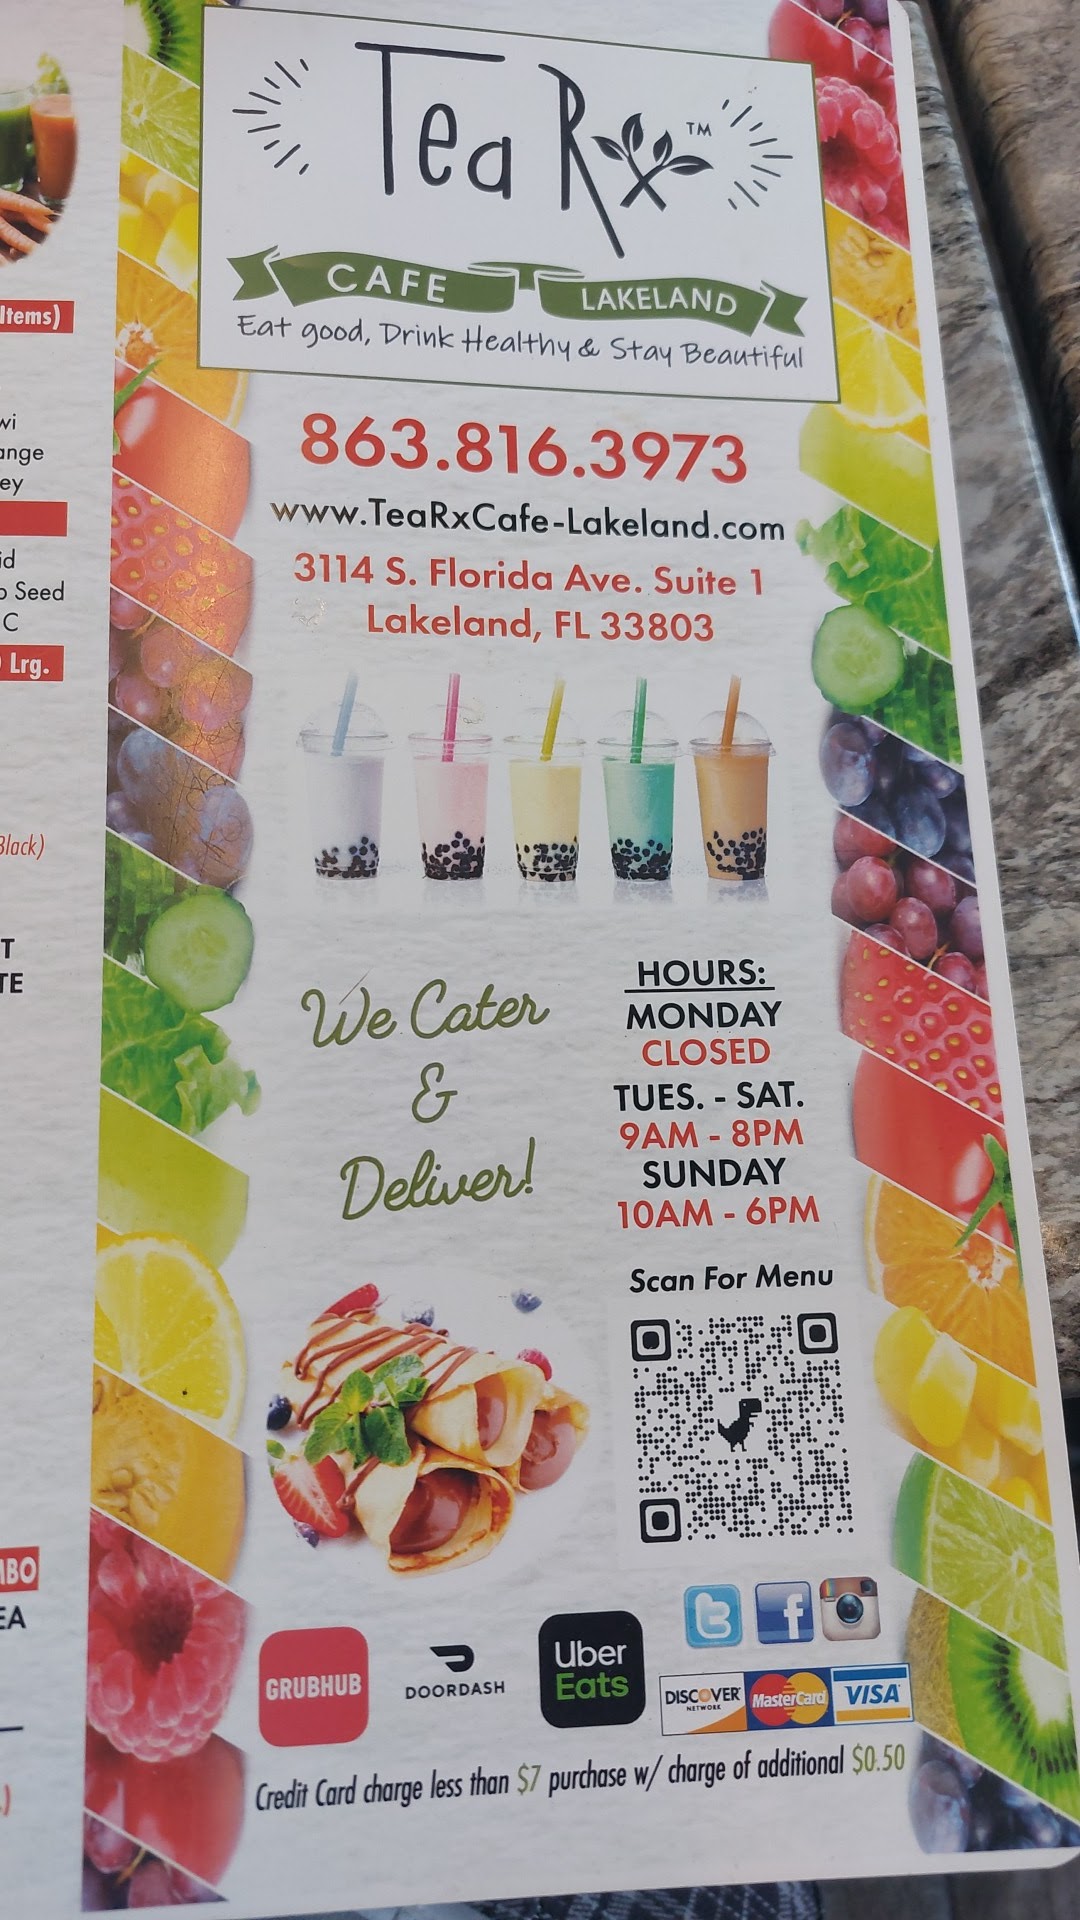 Tea Rx™
CAFE LAKELAND
Eat good, Drink Healthy & Stay Beautiful
863.816.3973
www.TeaRxCafe-Lakeland.com
3114 S. Florida Ave. Suite 1
Lakeland, FL 33803
We Cater
&
Deliver!
HOURS:
MONDAY
CLOSED
TUES. - SAT.
9AM - 8PM
SUNDAY
10AM - 6PM
Scan For Menu
GRUBHUB
DOORDASH
Uber
Eats
DISCOVER
NETWORK
MasterCard
VISA
Credit Card charge less than $7 purchase w/ charge of additional $0.50
Items)
Seed
C
Lrg.
Black)